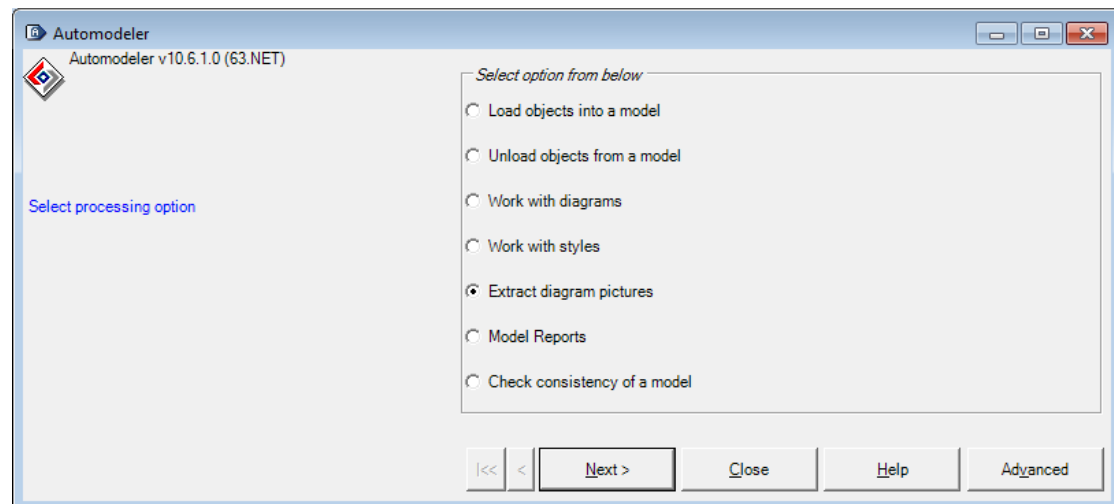 Automodeler
Automodeler v10.6.1.0 (63.NET)
Select processing option
Select option from below
Load objects into a model
Unload objects from a model
Work with diagrams
Work with styles
Extract diagram pictures
Model Reports
Check consistency of a model
|<< < Next > Close Help Advanced